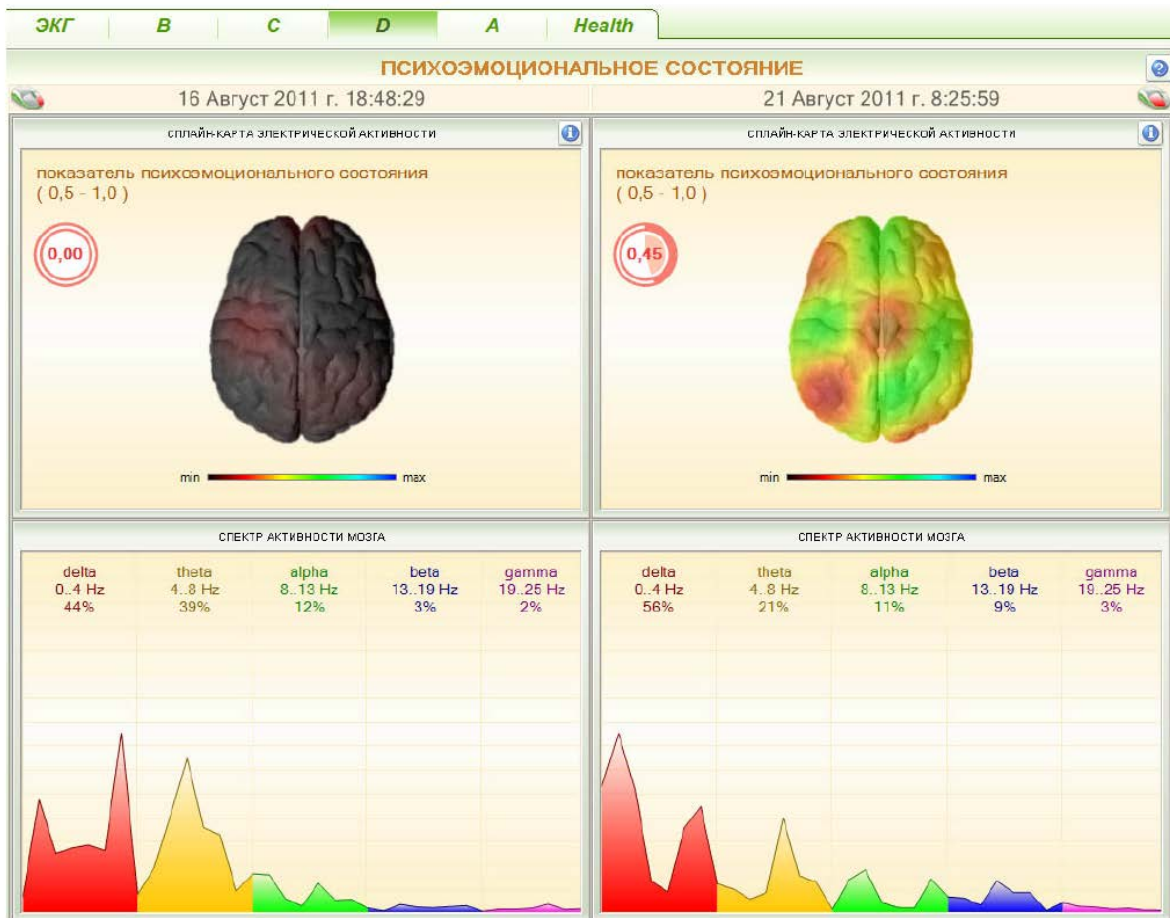 ЭКГ B C D A Health
ПСИХОЭМОЦИОНАЛЬНОЕ СОСТОЯНИЕ
16 Август 2011 г. 18:48:29
21 Август 2011 г. 8:25:59
СПЛАЙН-КАРТА ЭЛЕКТРИЧЕСКОЙ АКТИВНОСТИ
показатель психоэмоционального состояния
( 0,5 - 1,0 )
0,00
min max
СПЛАЙН-КАРТА ЭЛЕКТРИЧЕСКОЙ АКТИВНОСТИ
показатель психоэмоционального состояния
( 0,5 - 1,0 )
0,45
min max
СПЕКТР АКТИВНОСТИ МОЗГА
delta theta alpha beta gamma
0..4 Hz 4..8 Hz 8..13 Hz 13..19 Hz 19..25 Hz
44% 39% 12% 3% 2%
СПЕКТР АКТИВНОСТИ МОЗГА
delta theta alpha beta gamma
0..4 Hz 4..8 Hz 8..13 Hz 13..19 Hz 19..25 Hz
56% 21% 11% 9% 3%